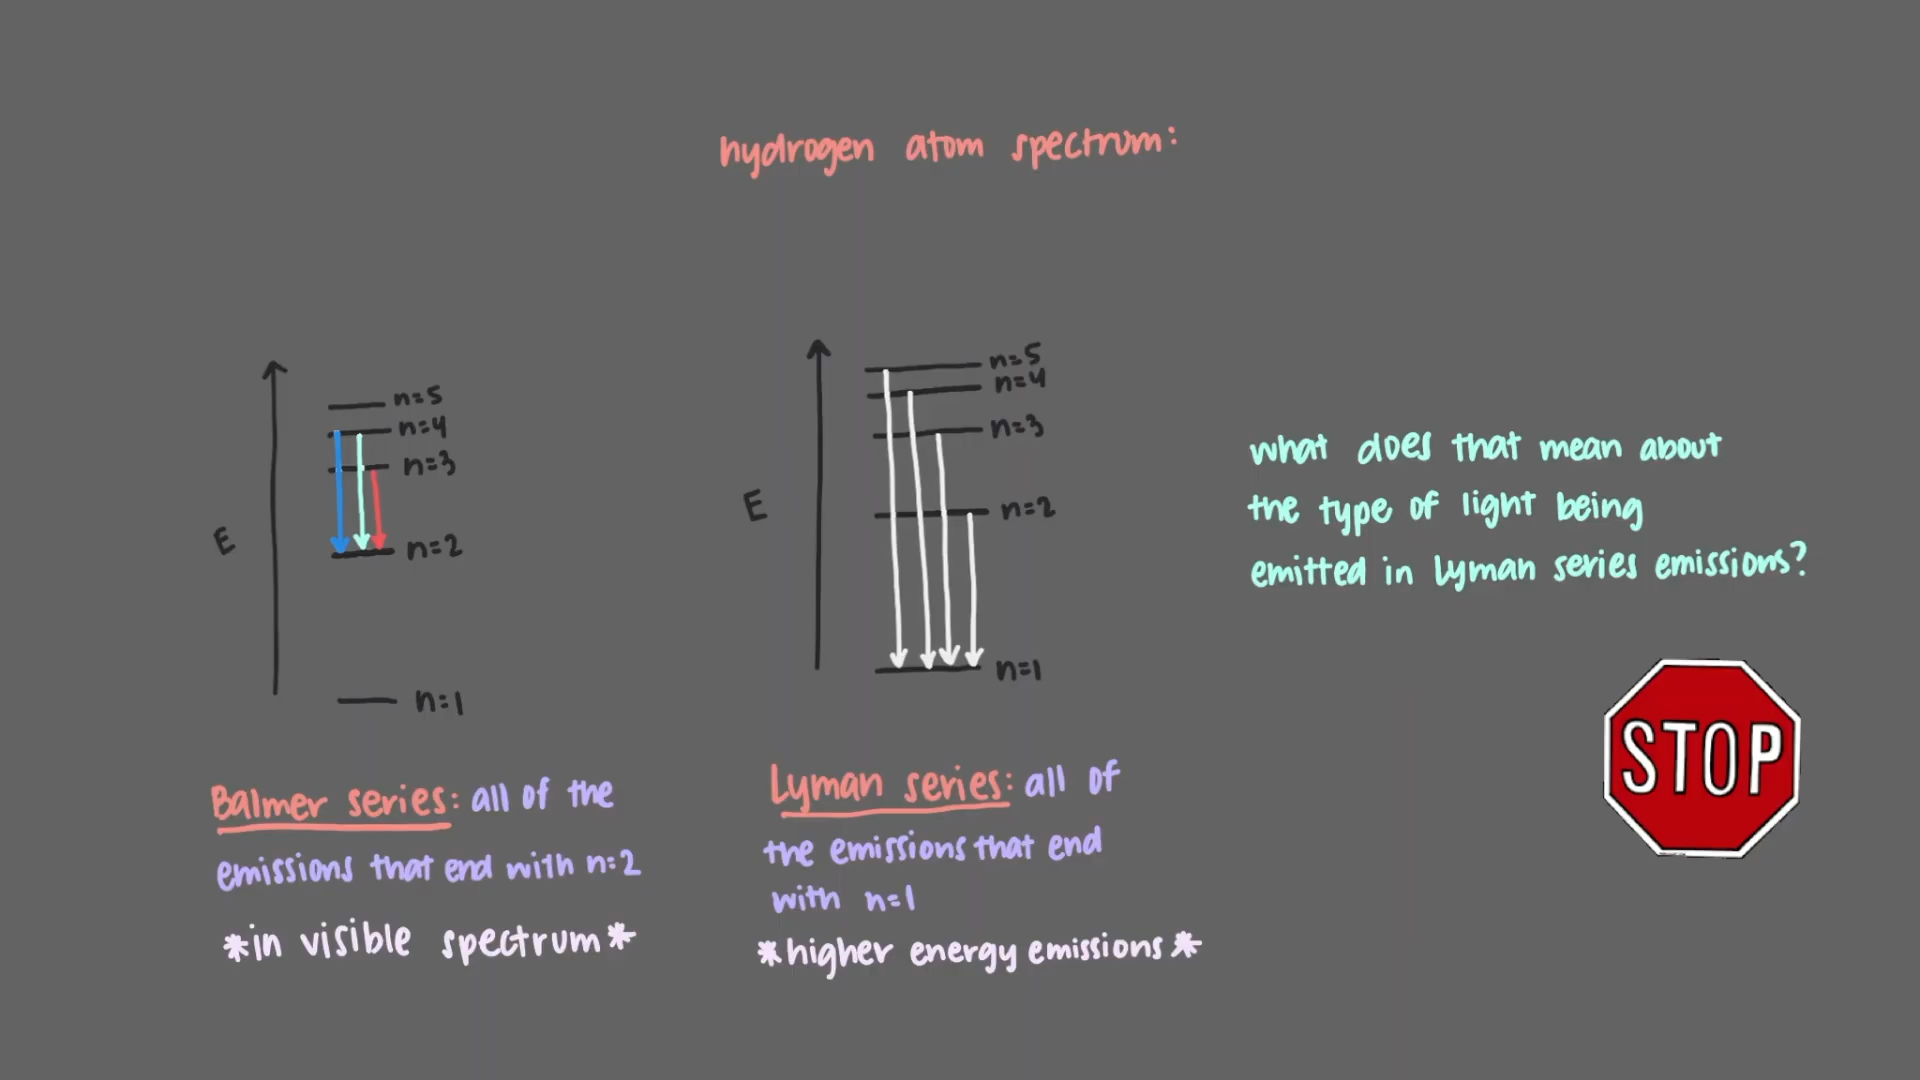 hydrogen atom spectrum:
E
n=5
n=4
n=3
n=2
n=1
Balmer series: all of the
emissions that end with n=2
*in visible spectrum*
E
n=5
n=4
n=3
n=2
n=1
Lyman series: all of
the emissions that end
with n=1
*higher energy emissions*
what does that mean about
the type of light being
emitted in Lyman series emissions?
STOP